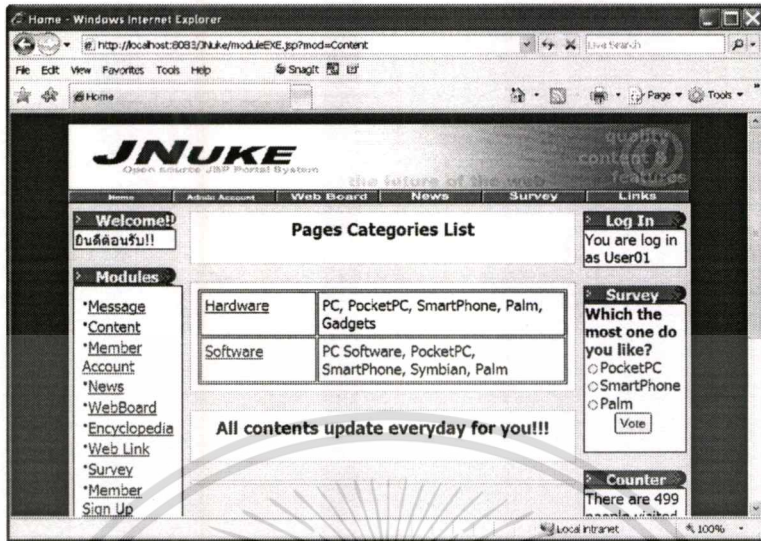 Home - Windows Internet Explorer
http://localhost:8083/JNuke/moduleEXE.jsp?mod=Content
Live Search
File Edit View Favorites Tools Help
SnagIt
Home
Page Tools
JNUKE
Open source JSP Portal System
the future of the web
quality
content &
features
Home Admin Account Web Board News Survey Links
Welcome!!
ยินดีต้อนรับ!!
Modules
Message
Content
Member
Account
News
WebBoard
Encyclopedia
Web Link
Survey
Member
Sign Up
Pages Categories List
Hardware PC, PocketPC, SmartPhone, Palm,
Gadgets
Software PC Software, PocketPC,
SmartPhone, Symbian, Palm
All contents update everyday for you!!!
Log In
You are log in
as User01
Survey
Which the
most one do
you like?
PocketPC
SmartPhone
Palm
Vote
Counter
There are 499
people visited
Local intranet 100%